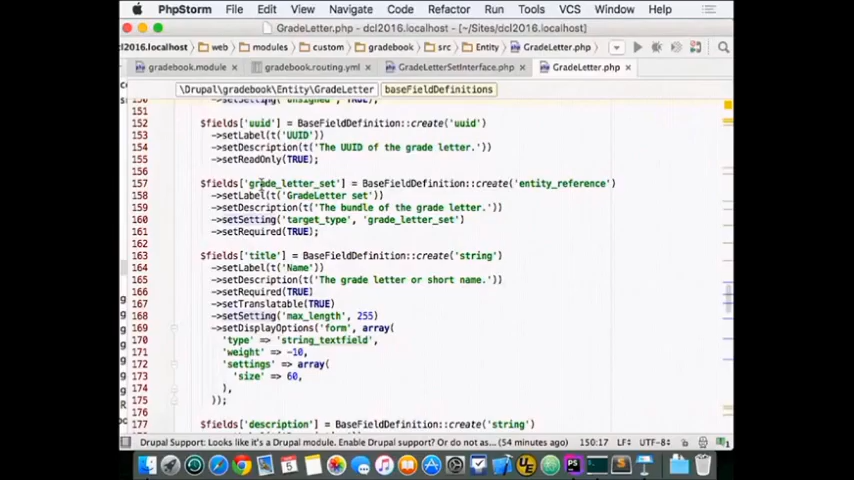 PhpStorm File Edit View Navigate Code Refactor Run Tools VCS Window Help
GradeLetter.php - dcl2016.localhost - [~/Sites/dcl2016.localhost]
cl2016.localhost web modules custom gradebook src Entity GradeLetter.php
gradebook.module gradebook.routing.yml GradeLetterSetInterface.php GradeLetter.php
\Drupal\gradebook\Entity\GradeLetter baseFieldDefinitions
150 ->setSetting('unsigned', TRUE);
151
152 $fields['uuid'] = BaseFieldDefinition::create('uuid')
153 ->setLabel(t('UUID'))
154 ->setDescription(t('The UUID of the grade letter.'))
155 ->setReadOnly(TRUE);
156
157 $fields['grade_letter_set'] = BaseFieldDefinition::create('entity_reference')
158 ->setLabel(t('GradeLetter set'))
159 ->setDescription(t('The bundle of the grade letter.'))
160 ->setSetting('target_type', 'grade_letter_set')
161 ->setRequired(TRUE);
162
163 $fields['title'] = BaseFieldDefinition::create('string')
164 ->setLabel(t('Name'))
165 ->setDescription(t('The grade letter or short name.'))
166 ->setRequired(TRUE)
167 ->setTranslatable(TRUE)
168 ->setSetting('max_length', 255)
169 ->setDisplayOptions('form', array(
170 'type' => 'string_textfield',
171 'weight' => -10,
172 'settings' => array(
173 'size' => 60,
174 ),
175 ));
176
177 $fields['description'] = BaseFieldDefinition::create('string')
Drupal Support: Looks like it's a Drupal module. Enable Drupal support? Or do not as... (54 minutes ago) 150:17 LF÷ UTF-8÷